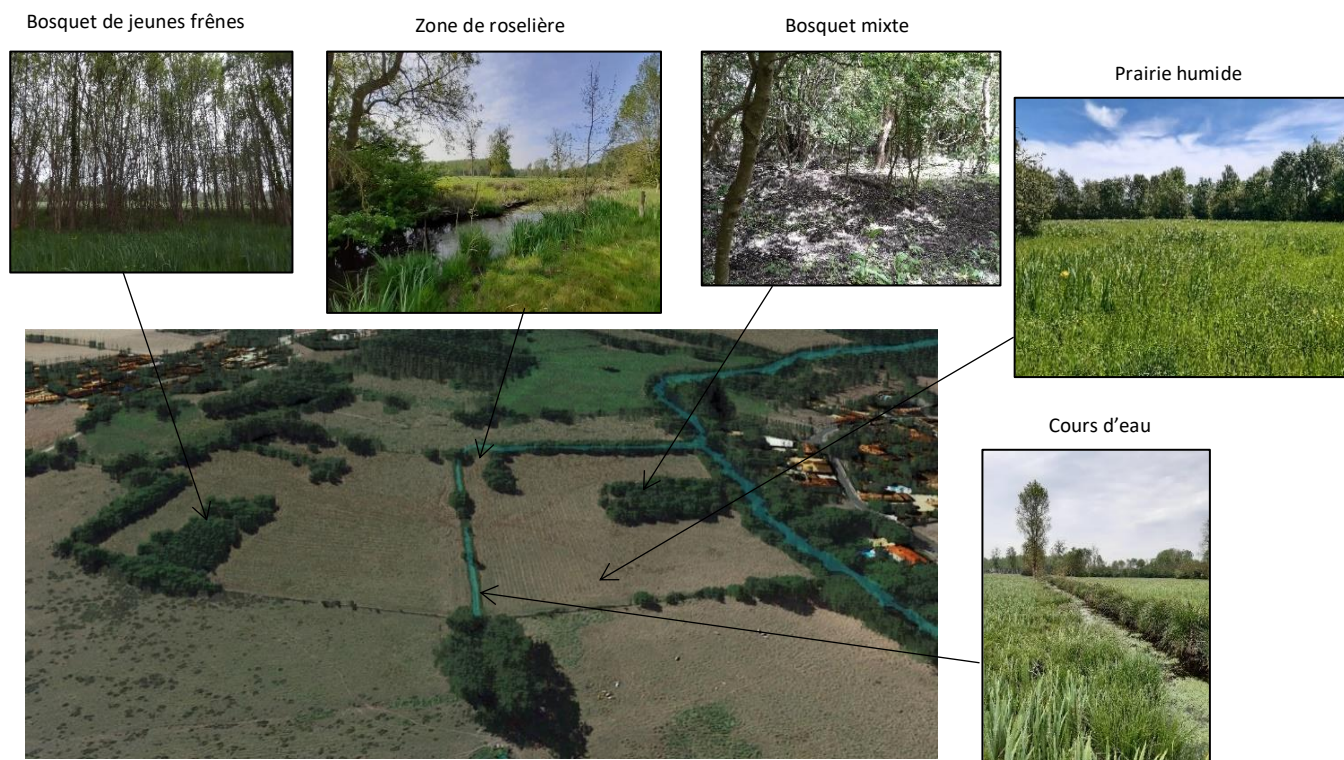 Bosquet de jeunes frênes
Zone de roselière
Bosquet mixte
Prairie humide
Cours d'eau